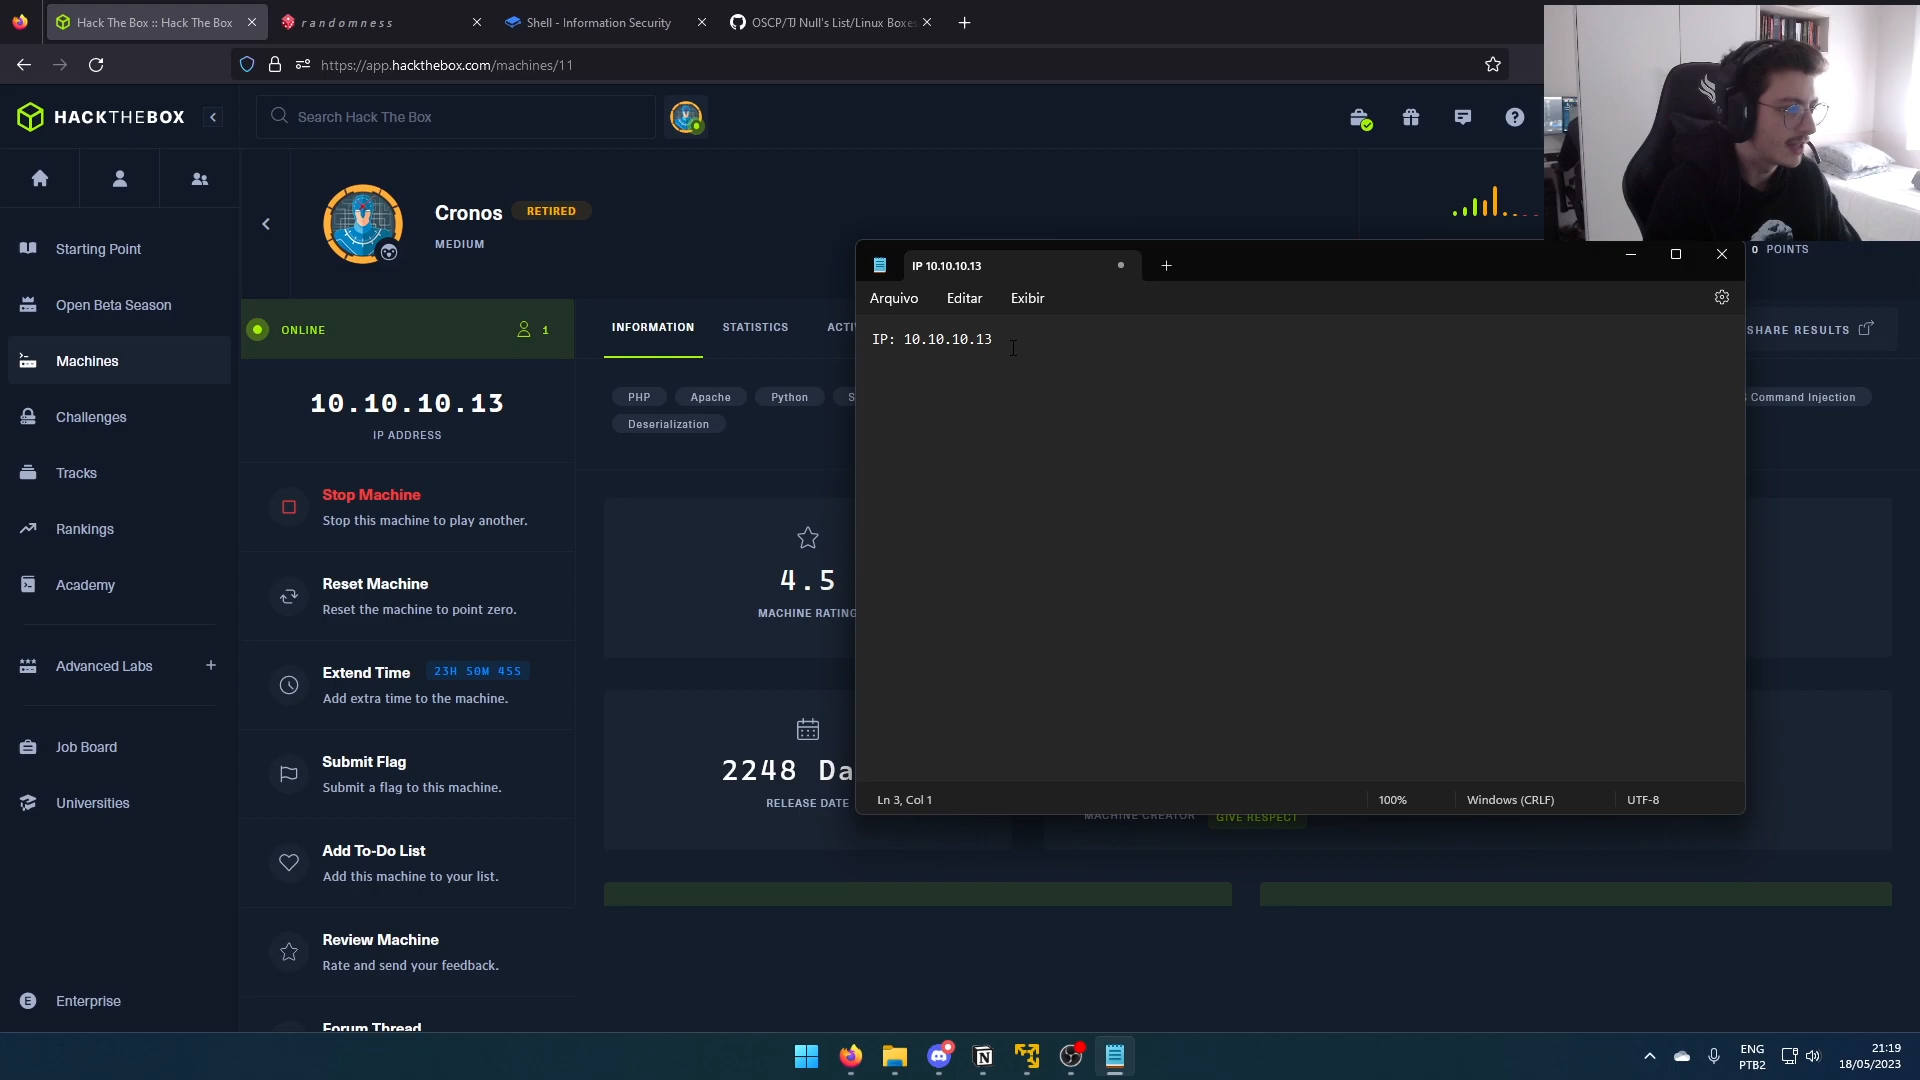 Hack The Box :: Hack The Box
randomness
Shell - Information Security
OSCP/TJ Null's List/Linux Boxes
https://app.hackthebox.com/machines/11
HACKTHEBOX
Search Hack The Box
Starting Point
Open Beta Season
Machines
Challenges
Tracks
Rankings
Academy
Advanced Labs +
Job Board
Universities
E Enterprise
Cronos RETIRED
MEDIUM
0 POINTS
ONLINE 1
10.10.10.13
IP ADDRESS
Stop Machine
Stop this machine to play another.
Reset Machine
Reset the machine to point zero.
Extend Time 23H 50M 45S
Add extra time to the machine.
Submit Flag
Submit a flag to this machine.
Add To-Do List
Add this machine to your list.
Review Machine
Rate and send your feedback.
Forum Thread
INFORMATION STATISTICS ACTI
SHARE RESULTS
PHP Apache Python S
Command Injection
Deserialization
4.5
MACHINE RATING
2248 Da
RELEASE DATE
MACHINE CREATOR GIVE RESPECT
IP 10.10.10.13
Arquivo Editar Exibir
IP: 10.10.10.13
Ln 3, Col 1 100% Windows (CRLF) UTF-8
ENG
PTB2
21:19
18/05/2023